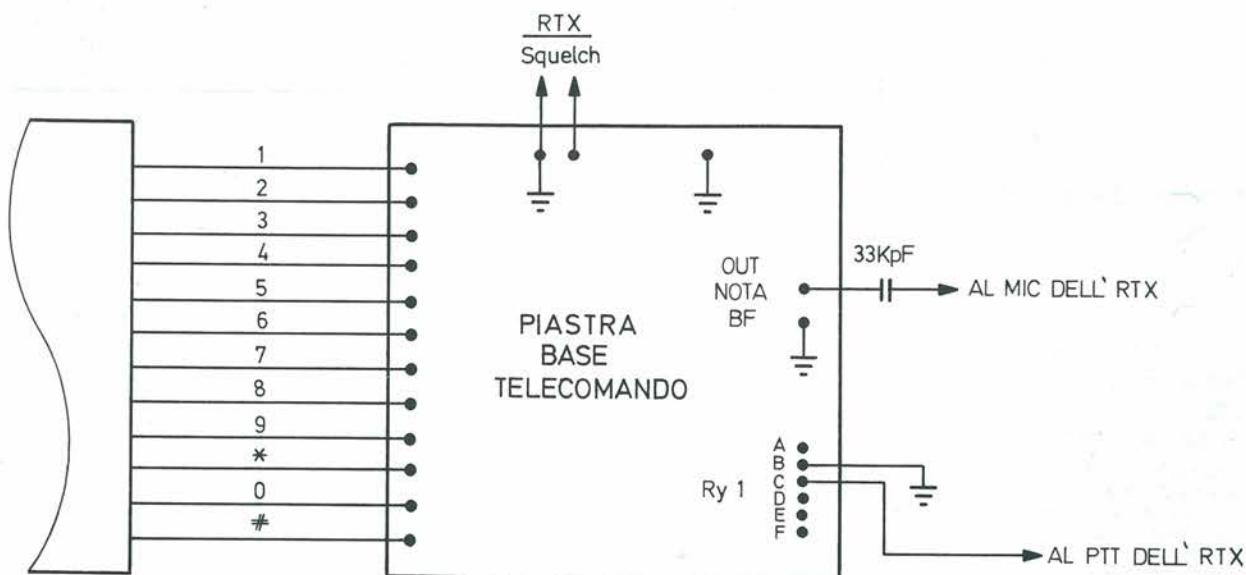 RTX
Squelch
1
2
3
4
5
6
7
8
9
*
0
#
PIASTRA
BASE
TELECOMANDO
OUT
NOTA
BF
33KpF
AL MIC DELL' RTX
Ry 1
A
B
C
D
E
F
AL PTT DELL' RTX